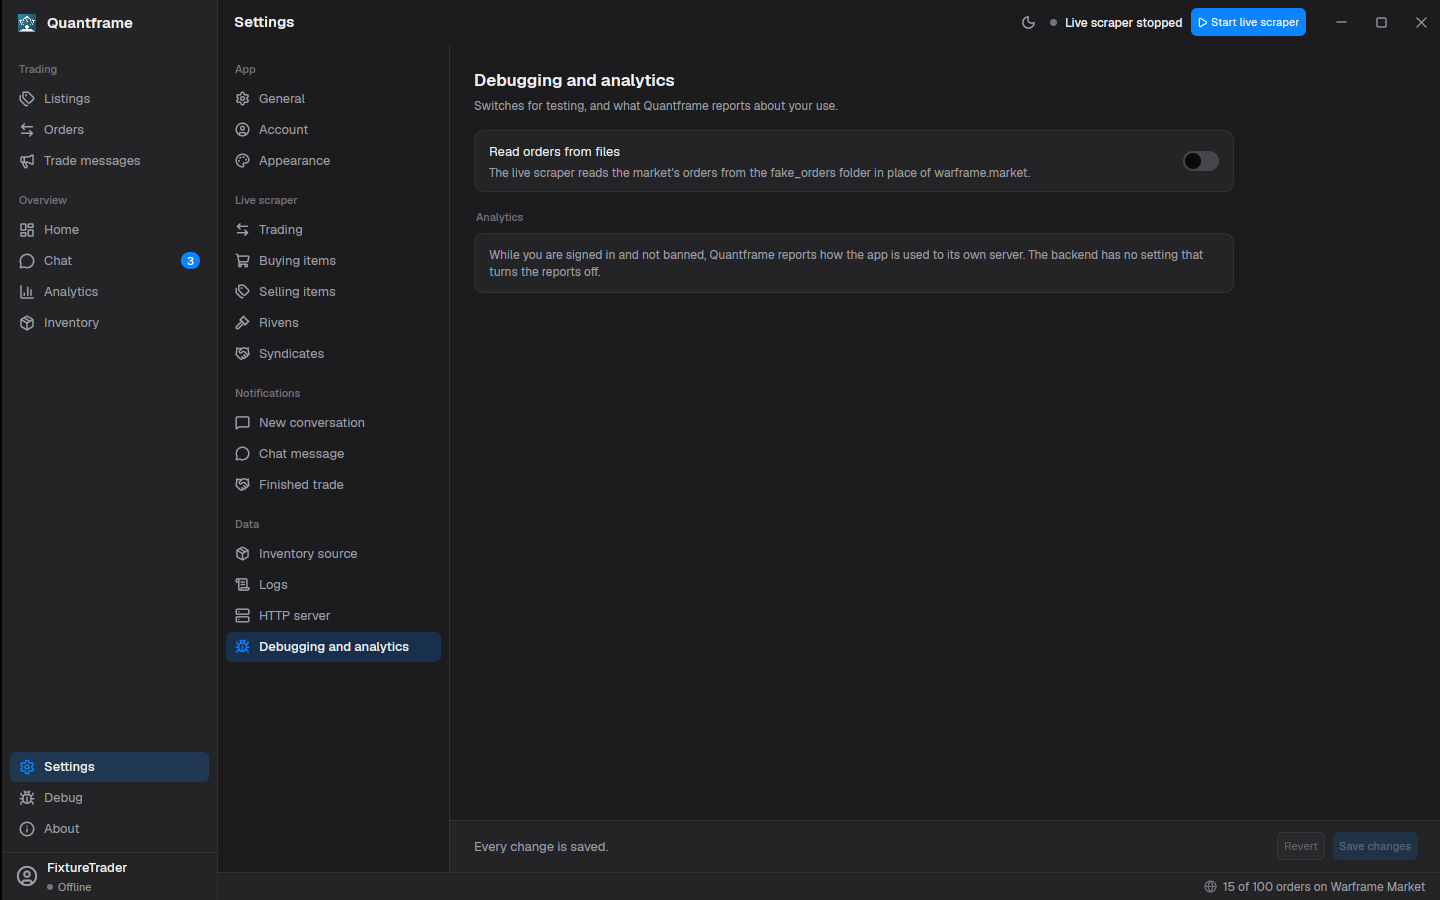 Quantframe
Settings
Live scraper stopped
Start live scraper
Trading
Listings
Orders
Trade messages
Overview
Home
Chat
3
Analytics
Inventory
Settings
Debug
About
FixtureTrader
Offline
App
General
Account
Appearance
Live scraper
Trading
Buying items
Selling items
Rivens
Syndicates
Notifications
New conversation
Chat message
Finished trade
Data
Inventory source
Logs
HTTP server
Debugging and analytics
Debugging and analytics
Switches for testing, and what Quantframe reports about your use.
Read orders from files
The live scraper reads the market's orders from the fake_orders folder in place of warframe.market.
Analytics
While you are signed in and not banned, Quantframe reports how the app is used to its own server. The backend has no setting that
turns the reports off.
Every change is saved.
Revert
Save changes
15 of 100 orders on Warframe Market